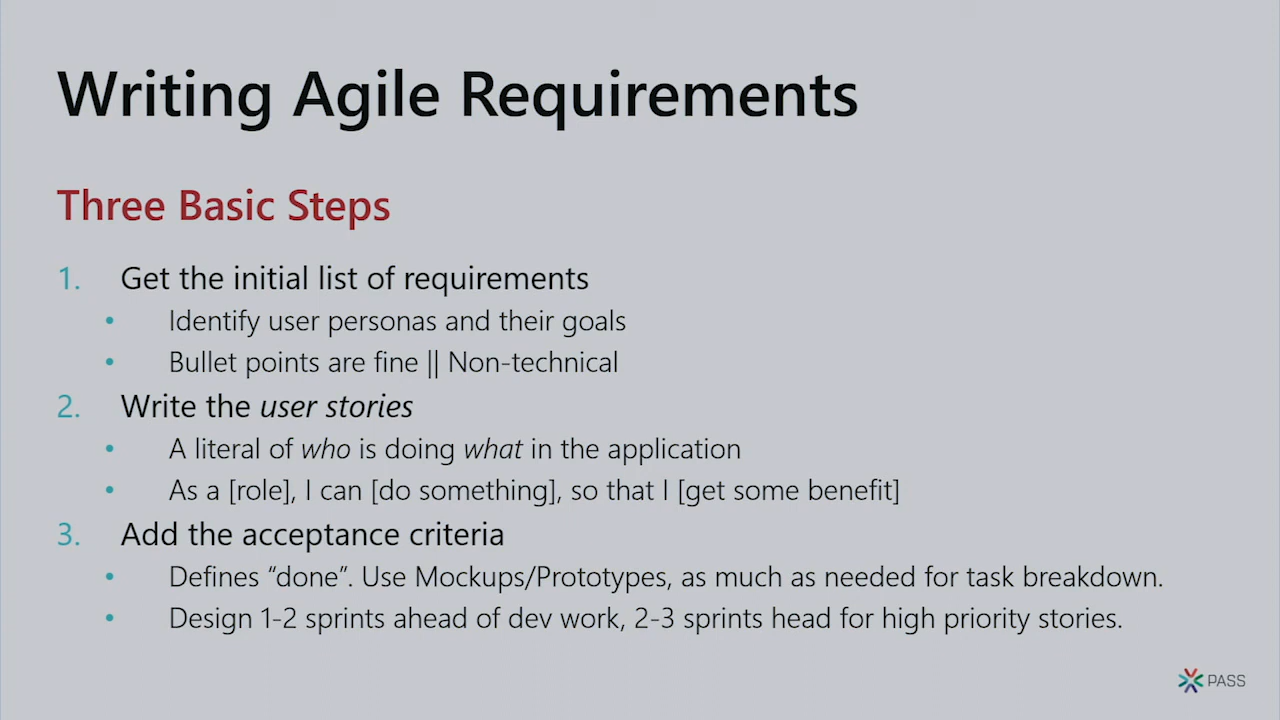 Writing Agile Requirements
Three Basic Steps
1. Get the initial list of requirements
• Identify user personas and their goals
• Bullet points are fine || Non-technical
2. Write the user stories
• A literal of who is doing what in the application
• As a [role], I can [do something], so that I [get some benefit]
3. Add the acceptance criteria
• Defines “done”. Use Mockups/Prototypes, as much as needed for task breakdown.
• Design 1-2 sprints ahead of dev work, 2-3 sprints head for high priority stories.
PASS